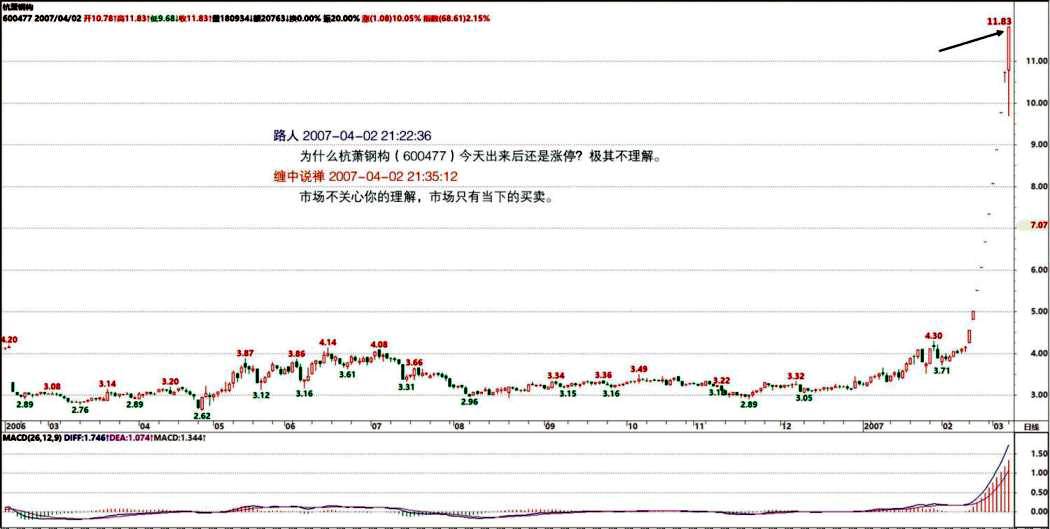 杭萧钢构
600477 2007/04/02 开10.78↑高11.83↑低9.68↓收11.83↑量180934↓额20763↓换0.00% 振20.00% 涨(1.08)10.05% 指数(68.61)2.15%
11.83
11.00
10.00
路人 2007-04-02 21:22:36
为什么杭萧钢构（600477）今天出来后还是涨停？极其不理解。
9.00
缠中说禅 2007-04-02 21:35:12
市场不关心你的理解，市场只有当下的买卖。
8.00
7.07
6.00
5.00
4.20 3.87 3.86 4.14 4.08 4.30
4.00
3.08 3.14 3.20 3.61 3.66 3.34 3.36 3.49 3.22 3.32 3.71
3.12 3.16 3.31 3.15 3.16 3.05
3.00
2.89 2.76 2.89 2.62 2.96 2.89
2006 03 04 05 06 07 08 09 10 11 12 2007 02 03 日线
MACD(26,12,9) DIFF:1.746↑DEA:1.074↑MACD:1.344↑
1.50
1.00
0.50
0.00